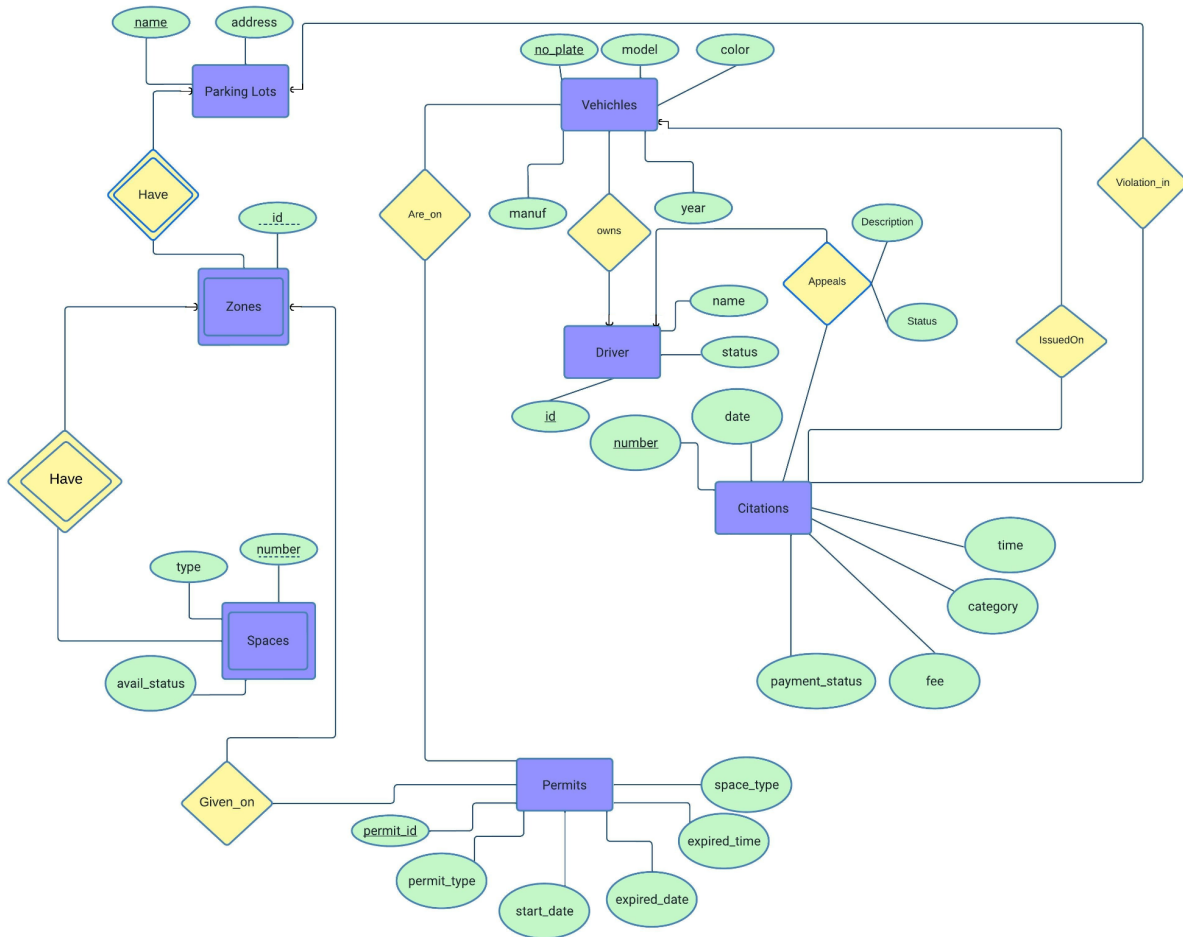 name
address
no_plate
model
color
Parking Lots
Vehichles
Have
Violation_in
manuf
year
Are_on
owns
id
Description
Appeals
Zones
name
Status
Driver
status
IssuedOn
id
date
number
Have
Citations
number
type
time
category
Spaces
avail_status
payment_status
fee
Permits
space_type
Given_on
permit_id
expired_time
permit_type
expired_date
start_date